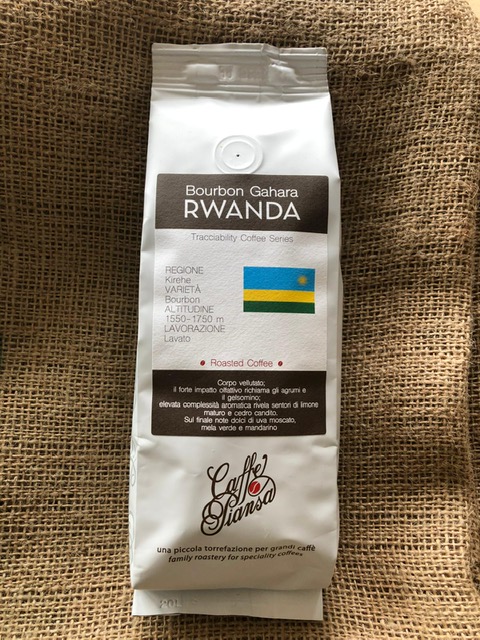 Bourbon Gahara
RWANDA
Tracciability Coffee Series
REGIONE
Kirehe
VARIETÀ
Bourbon
ALTITUDINE
1550-1750 m
LAVORAZIONE
Lavato
Roasted Coffee
Corpo vellutato;
il forte impatto olfattivo richiama gli agrumi e
il gelsomino;
elevata complessità aromatica rivela sentori di limone
maturo e cedro candito.
Sul finale note dolci di uva moscato,
mela verde e mandarino
Caffe'
Piansa
una piccola torrefazione per grandi caffè
family roastery for speciality coffees